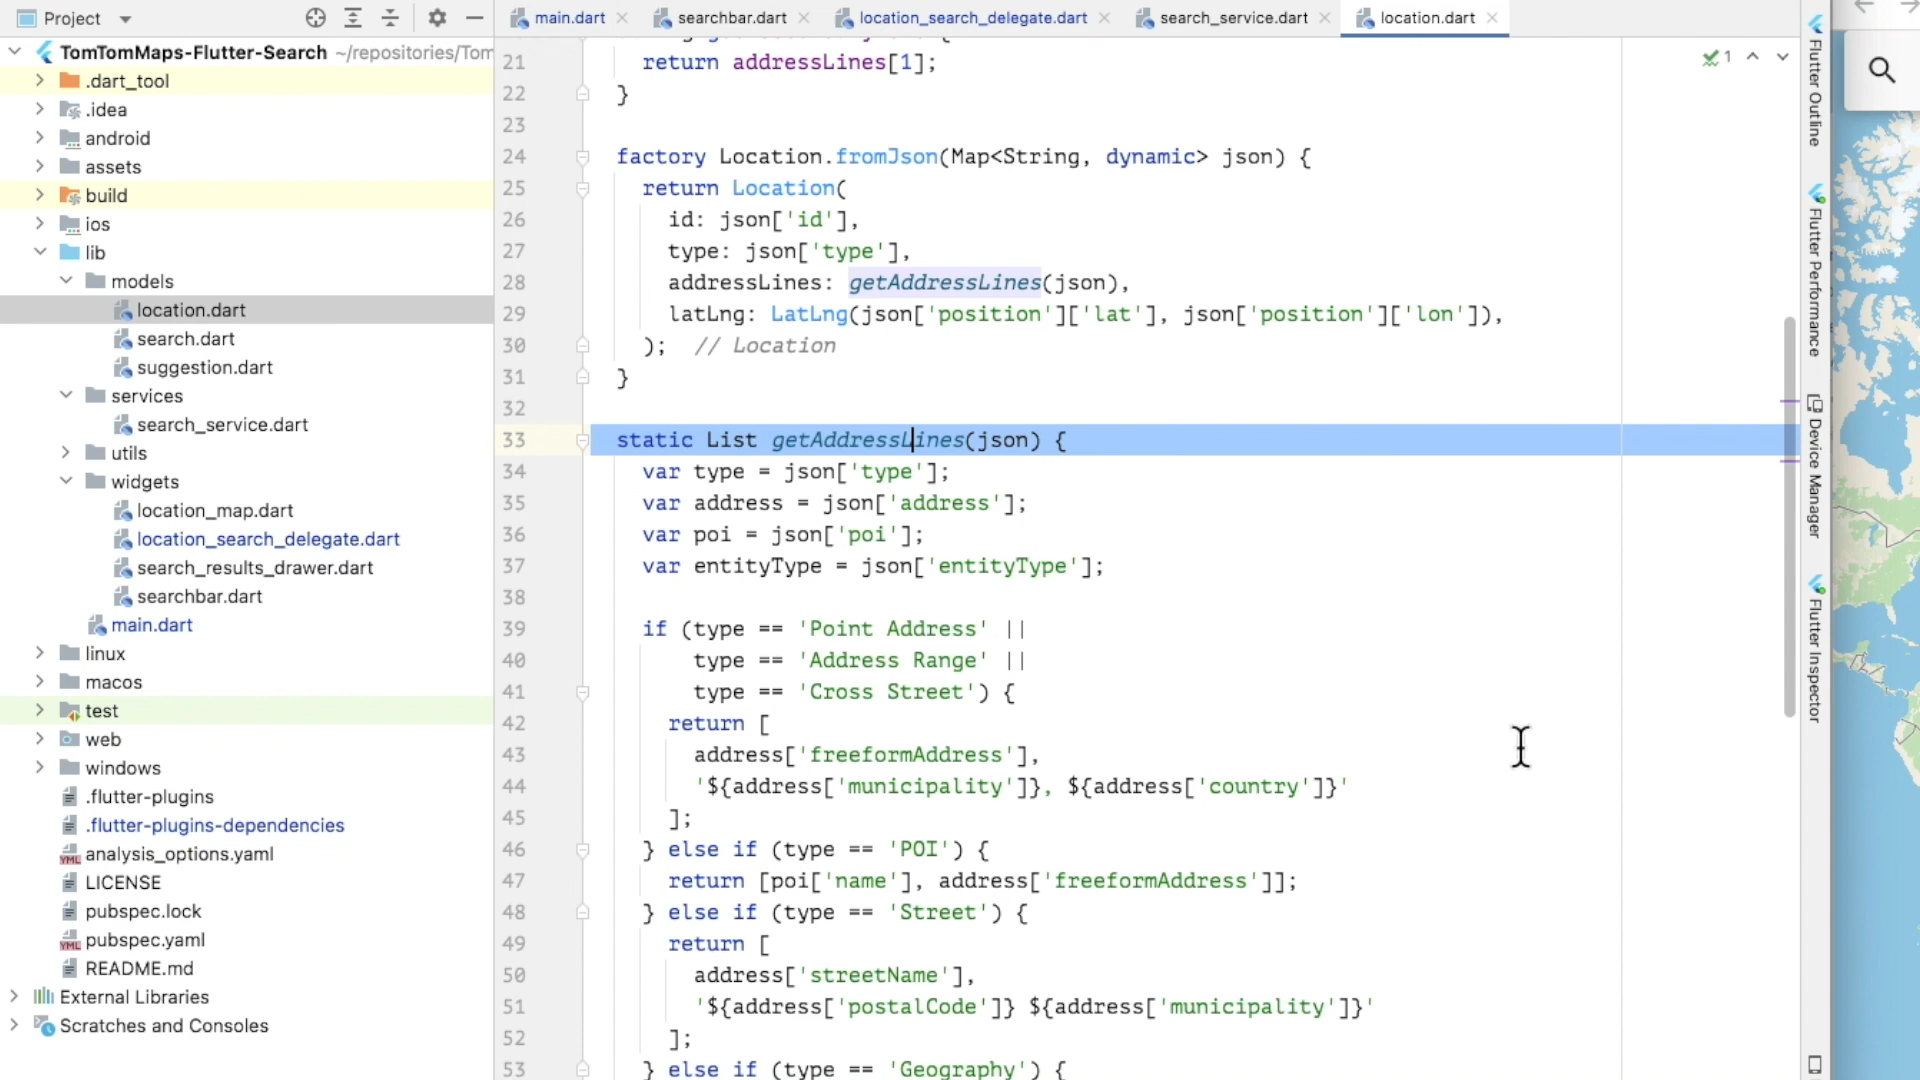 Project
main.dart
searchbar.dart
location_search_delegate.dart
search_service.dart
location.dart
TomTomMaps-Flutter-Search ~/repositories/Tom
.dart_tool
.idea
android
assets
build
ios
lib
models
location.dart
search.dart
suggestion.dart
services
search_service.dart
utils
widgets
location_map.dart
location_search_delegate.dart
search_results_drawer.dart
searchbar.dart
main.dart
linux
macos
test
web
windows
.flutter-plugins
.flutter-plugins-dependencies
YML analysis_options.yaml
LICENSE
pubspec.lock
YML pubspec.yaml
README.md
External Libraries
Scratches and Consoles
21 return addressLines[1];
22 }
23
24 factory Location.fromJson(Map<String, dynamic> json) {
25 return Location(
26 id: json['id'],
27 type: json['type'],
28 addressLines: getAddressLines(json),
29 latLng: LatLng(json['position']['lat'], json['position']['lon']),
30 ); // Location
31 }
32
33 static List getAddressLines(json) {
34 var type = json['type'];
35 var address = json['address'];
36 var poi = json['poi'];
37 var entityType = json['entityType'];
38
39 if (type == 'Point Address' ||
40 type == 'Address Range' ||
41 type == 'Cross Street') {
42 return [
43 address['freeformAddress'],
44 '${address['municipality']}, ${address['country']}'
45 ];
46 } else if (type == 'POI') {
47 return [poi['name'], address['freeformAddress']];
48 } else if (type == 'Street') {
49 return [
50 address['streetName'],
51 '${address['postalCode']} ${address['municipality']}'
52 ];
53 } else if (type == 'Geography') {
1
Flutter Outline
Flutter Performance
Device Manager
Flutter Inspector